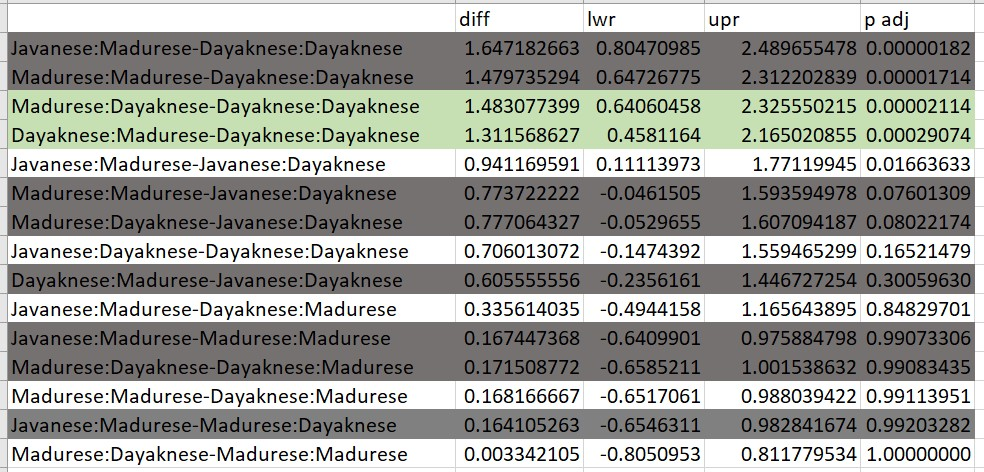 diff lwr upr p adj
Javanese:Madurese-Dayaknese:Dayaknese 1.647182663 0.80470985 2.489655478 0.00000182
Madurese:Madurese-Dayaknese:Dayaknese 1.479735294 0.64726775 2.312202839 0.00001714
Madurese:Dayaknese-Dayaknese:Dayaknese 1.483077399 0.64060458 2.325550215 0.00002114
Dayaknese:Madurese-Dayaknese:Dayaknese 1.311568627 0.4581164 2.165020855 0.00029074
Javanese:Madurese-Javanese:Dayaknese 0.941169591 0.11113973 1.77119945 0.01663633
Madurese:Madurese-Javanese:Dayaknese 0.773722222 -0.0461505 1.593594978 0.07601309
Madurese:Dayaknese-Javanese:Dayaknese 0.777064327 -0.0529655 1.607094187 0.08022174
Javanese:Dayaknese-Dayaknese:Dayaknese 0.706013072 -0.1474392 1.559465299 0.16521479
Dayaknese:Madurese-Javanese:Dayaknese 0.605555556 -0.2356161 1.446727254 0.30059630
Javanese:Madurese-Dayaknese:Madurese 0.335614035 -0.4944158 1.165643895 0.84829701
Javanese:Madurese-Madurese:Madurese 0.167447368 -0.6409901 0.975884798 0.99073306
Madurese:Dayaknese-Dayaknese:Madurese 0.171508772 -0.6585211 1.001538632 0.99083435
Madurese:Madurese-Dayaknese:Madurese 0.168166667 -0.6517061 0.988039422 0.99113951
Javanese:Madurese-Madurese:Dayaknese 0.164105263 -0.6546311 0.982841674 0.99203282
Madurese:Dayaknese-Madurese:Madurese 0.003342105 -0.8050953 0.811779534 1.00000000